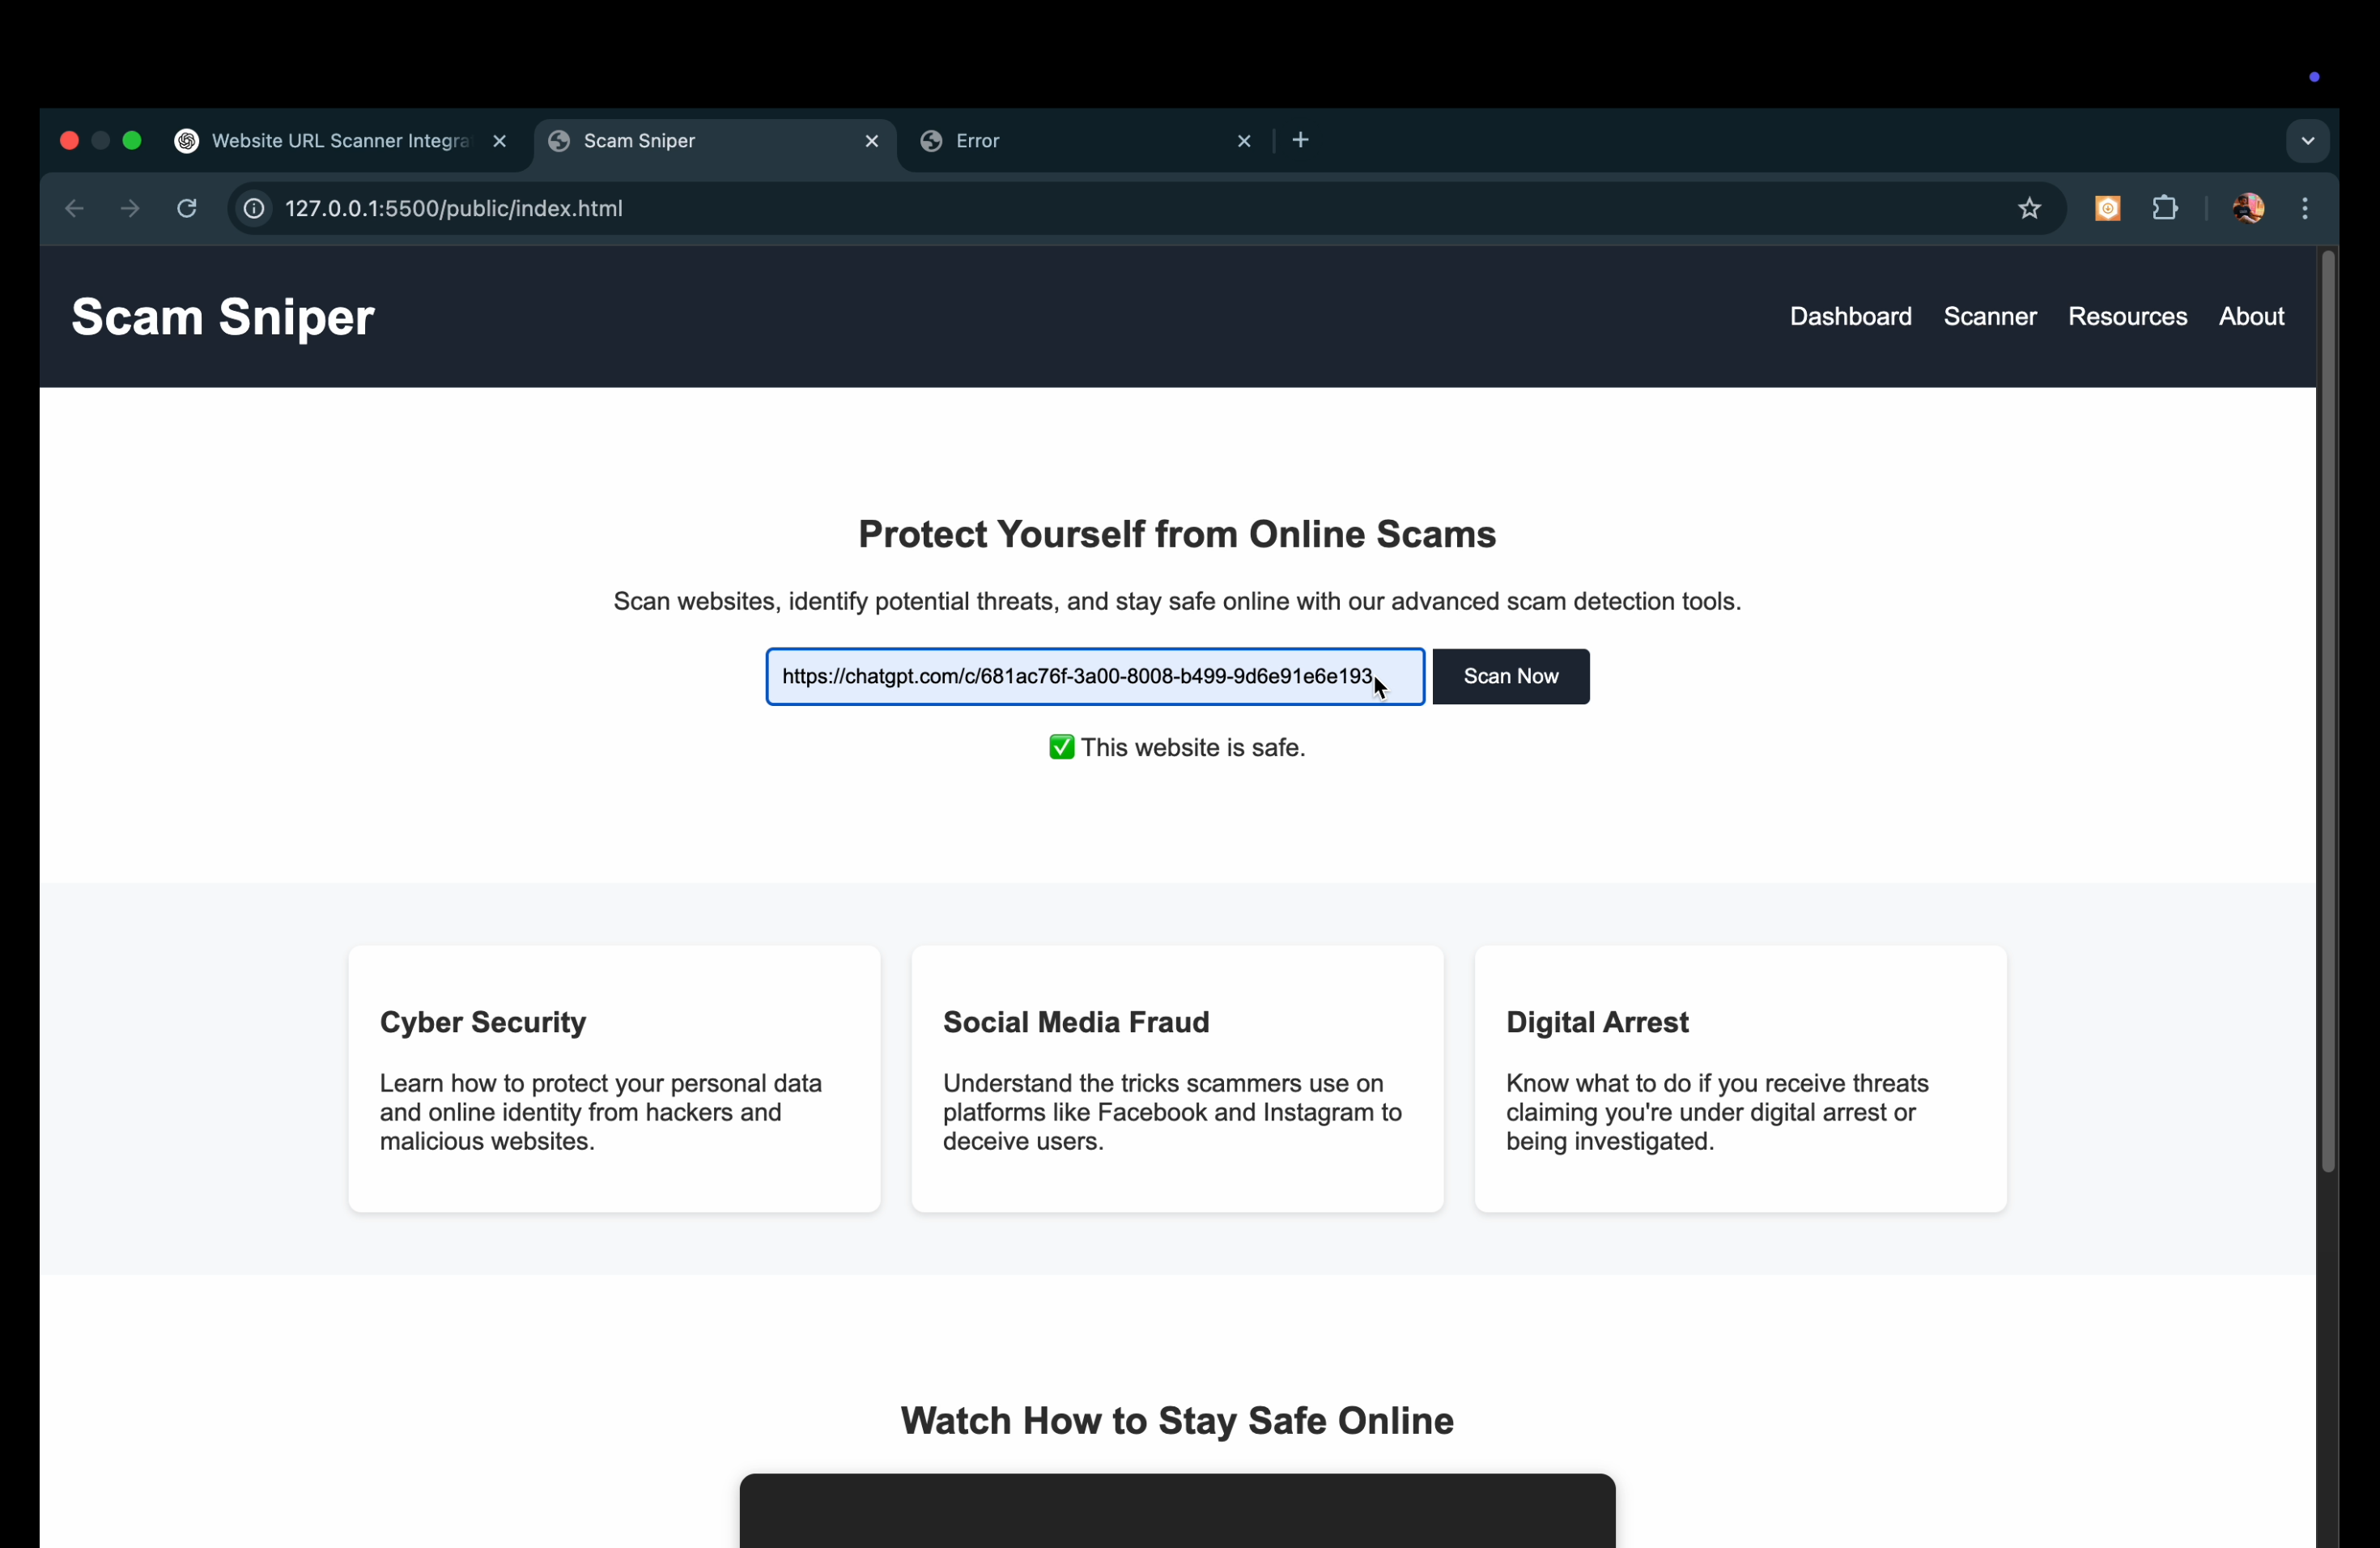 Website URL Scanner Integra
Scam Sniper
Error
127.0.0.1:5500/public/index.html
Scam Sniper
Dashboard
Scanner
Resources
About
Protect Yourself from Online Scams
Scan websites, identify potential threats, and stay safe online with our advanced scam detection tools.
https://chatgpt.com/c/681ac76f-3a00-8008-b499-9d6e91e6e193
Scan Now
✅ This website is safe.
Cyber Security
Learn how to protect your personal data
and online identity from hackers and
malicious websites.
Social Media Fraud
Understand the tricks scammers use on
platforms like Facebook and Instagram to
deceive users.
Digital Arrest
Know what to do if you receive threats
claiming you're under digital arrest or
being investigated.
Watch How to Stay Safe Online